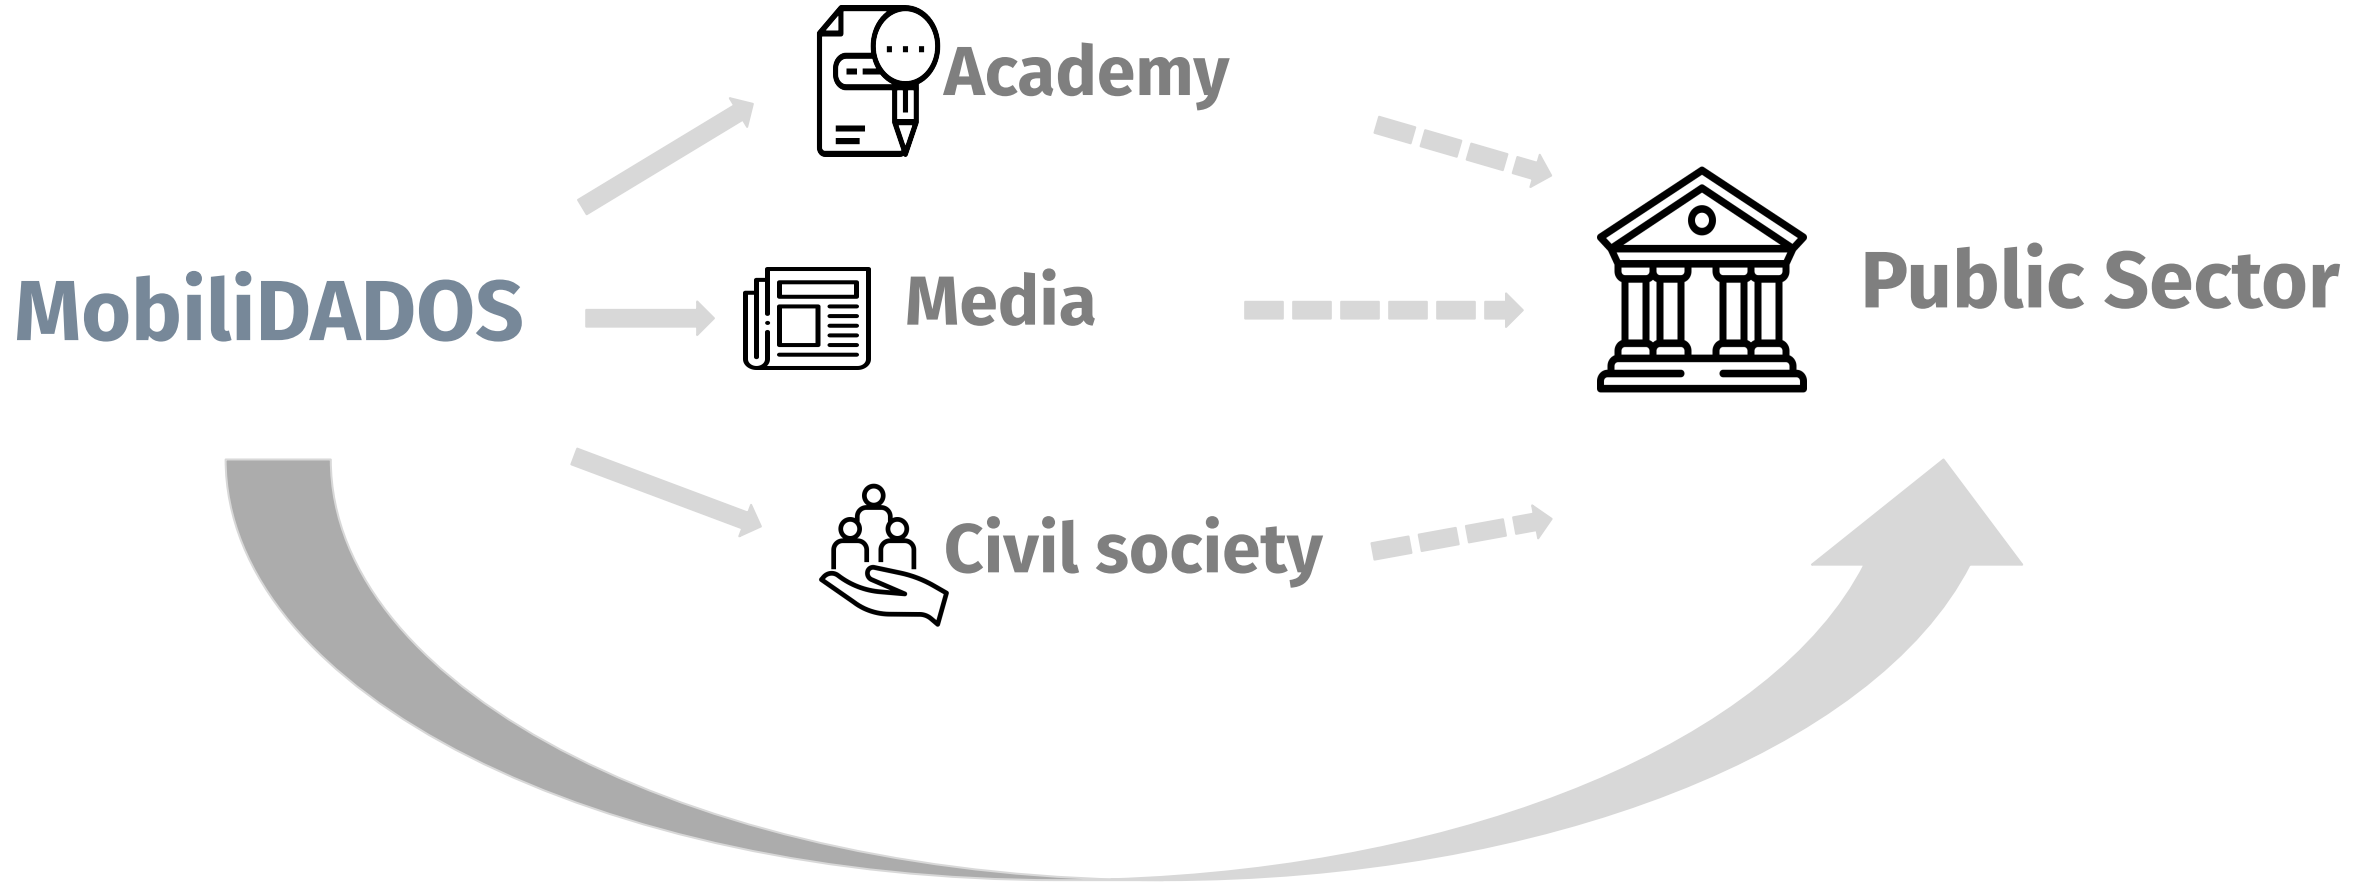 Academy
MobiliDADOS
Media
Public Sector
Civil society